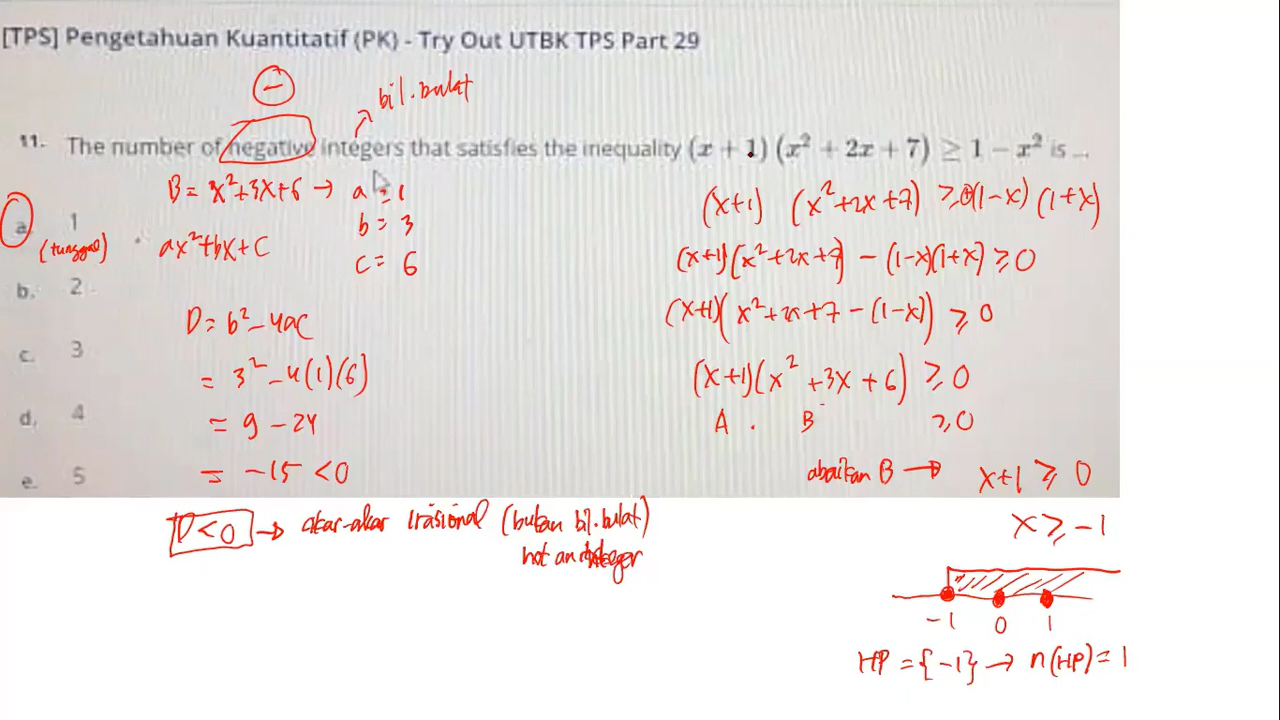 [TPS] Pengetahuan Kuantitatif (PK) - Try Out UTBK TPS Part 29
−
bil.bulat
11. The number of negative integers that satisfies the inequality (x + 1) (x² + 2x + 7) ≥ 1 − x² is ...
a. 1
(tunggal)
b. 2
c. 3
d. 4
e. 5
B = x²+3x+6 → a = 1
ax²+bx+c
b = 3
c = 6
D = b²−4ac
= 3²−4(1)(6)
= 9 − 24
= −15 < 0
D < 0 → akar-akar irasional (bukan bil.bulat)
not an integer
(x+1) (x²+2x+7) ≥ (1−x) (1+x)
(x+1)(x²+2x+7) − (1−x)(1+x) ≥ 0
(x+1)(x²+2x+7−(1−x)) ≥ 0
(x+1)(x²+3x+6) ≥ 0
A . B ≥ 0
abaikan B → x+1 ≥ 0
x ≥ −1
−1 0 1
HP = {−1} → n(HP) = 1